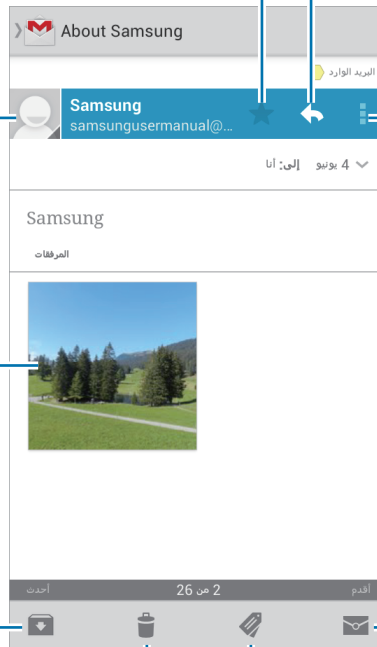 About Samsung
البريد الوارد
Samsung
samsungusermanual@...
4 يونيو إلى: أنا
Samsung
المرفقات
أحدث 2 من 26 أقدم